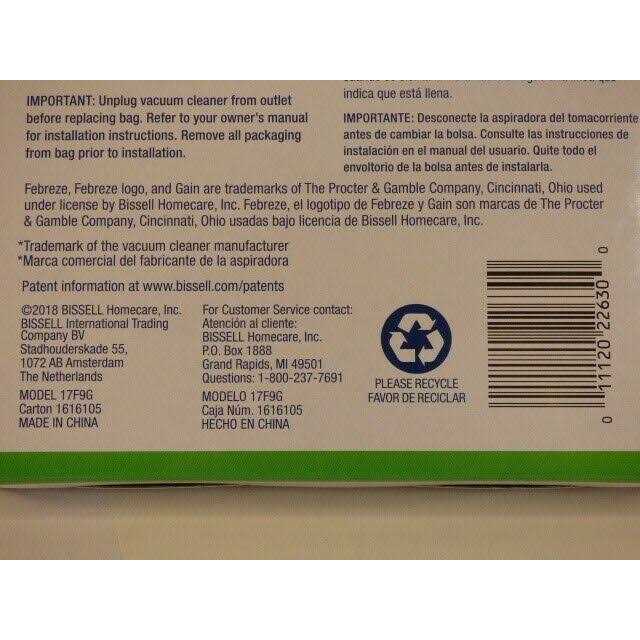 IMPORTANT: Unplug vacuum cleaner from outlet
before replacing bag. Refer to your owner's manual
for installation instructions. Remove all packaging
from bag prior to installation.
indica que está llena.
IMPORTANTE: Desconecte la aspiradora del tomacorriente
antes de cambiar la bolsa. Consulte las instrucciones de
instalación en el manual del usuario. Quite todo el
envoltorio de la bolsa antes de instalarla.
Febreze, Febreze logo, and Gain are trademarks of The Procter & Gamble Company, Cincinnati, Ohio used
under license by Bissell Homecare, Inc. Febreze, el logotipo de Febreze y Gain son marcas de The Procter
& Gamble Company, Cincinnati, Ohio usadas bajo licencia de Bissell Homecare, Inc.
*Trademark of the vacuum cleaner manufacturer
*Marca comercial del fabricante de la aspiradora
Patent information at www.bissell.com/patents
©2018 BISSELL Homecare, Inc.
BISSELL International Trading
Company BV
Stadhouderskade 55,
1072 AB Amsterdam
The Netherlands
MODEL 17F9G
Carton 1616105
MADE IN CHINA
For Customer Service contact:
Atención al cliente:
BISSELL Homecare, Inc.
P.O. Box 1888
Grand Rapids, MI 49501
Questions: 1-800-237-7691
MODELO 17F9G
Caja Núm. 1616105
HECHO EN CHINA
PLEASE RECYCLE
FAVOR DE RECICLAR
0 11120 22630 0